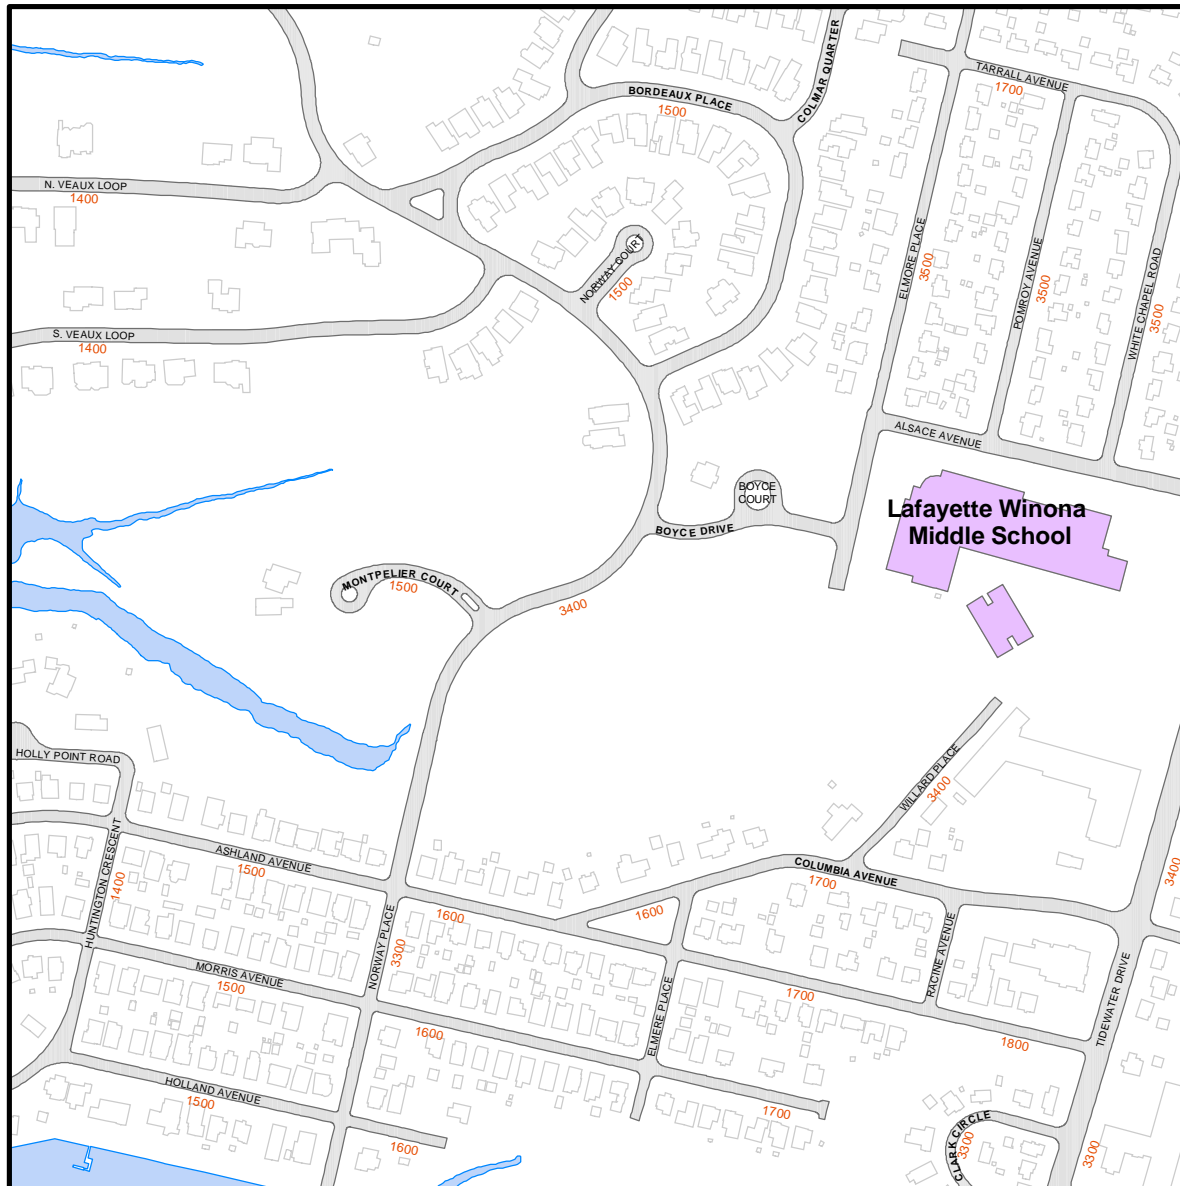 COLMAR QUARTER
TARRALL AVENUE
1700
BORDEAUX PLACE
1500
N. VEAUX LOOP
1400
NORWAY COURT
1500
ELMORE PLACE
3500
POMROY AVENUE
3500
WHITE CHAPEL ROAD
3500
S. VEAUX LOOP
1400
ALSACE AVENUE
BOYCE
COURT
BOYCE DRIVE
Lafayette Winona
Middle School
MONTPELIER COURT
1500
3400
HOLLY POINT ROAD
WILLARD PLACE
3400
HUNTINGTON CRESCENT
1400
ASHLAND AVENUE
1500
COLUMBIA AVENUE
1700
3400
1600
1600
NORWAY PLACE
3300
RACINE AVENUE
TIDEWATER DRIVE
MORRIS AVENUE
1500
1700
ELMERE PLACE
1600
1800
HOLLAND AVENUE
1500
1700
1600
CLARK CIRCLE
3300
3300